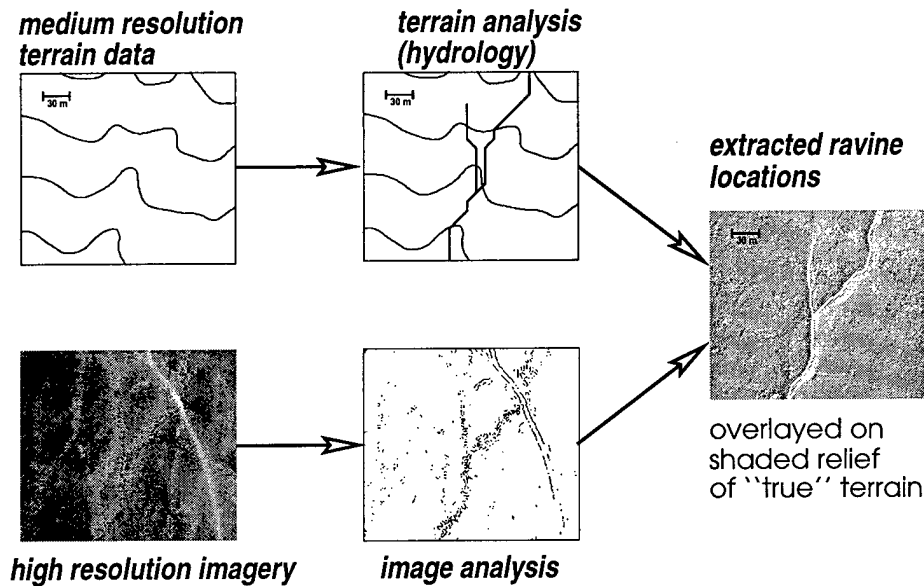 medium resolution
terrain data
30 m
terrain analysis
(hydrology)
30 m
extracted ravine
locations
30 m
overlayed on
shaded relief
of ``true'' terrain
high resolution imagery
image analysis